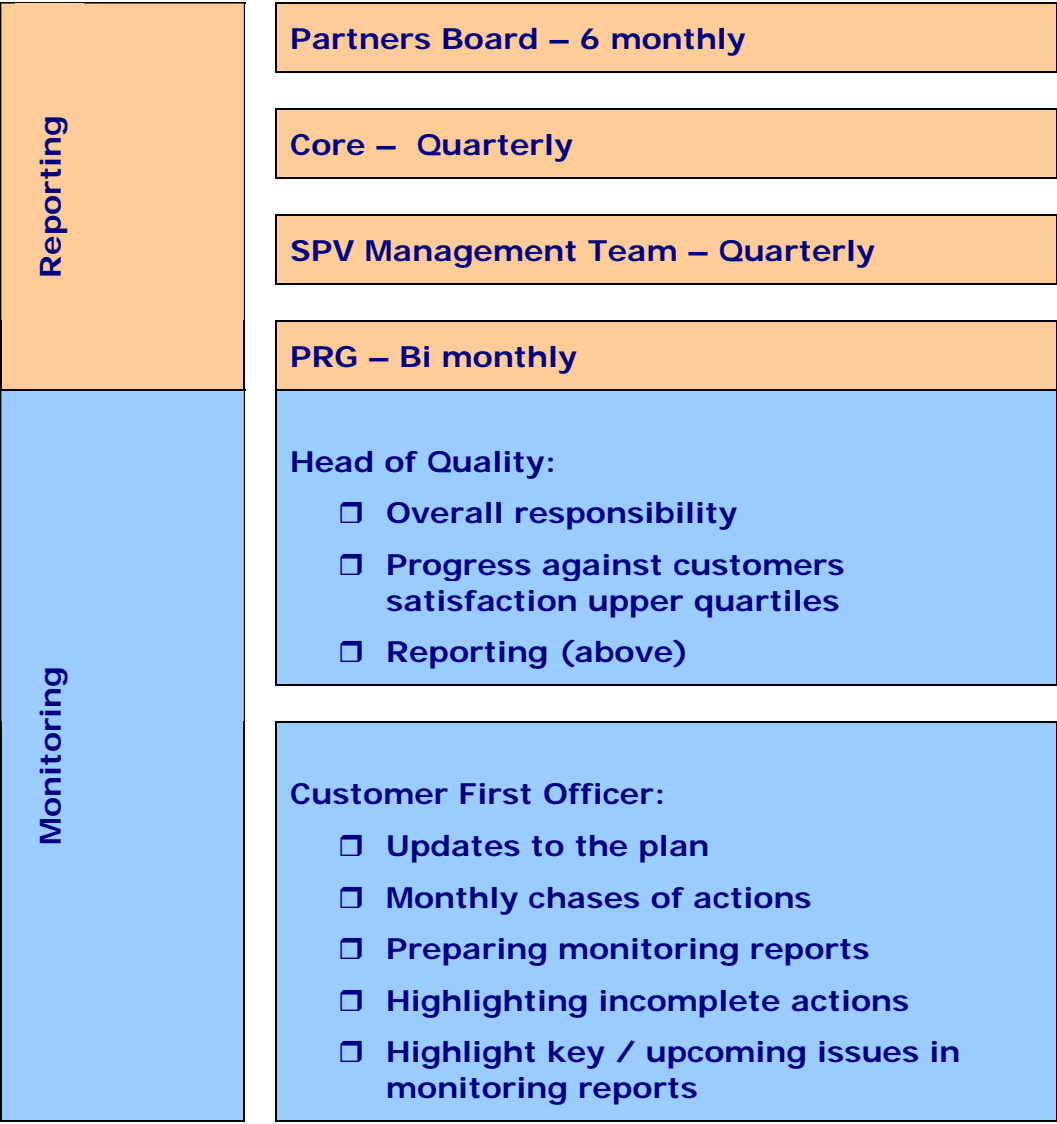 Reporting
Partners Board – 6 monthly
Core – Quarterly
SPV Management Team – Quarterly
PRG – Bi monthly
Monitoring
Head of Quality:
❒ Overall responsibility
❒ Progress against customers
satisfaction upper quartiles
❒ Reporting (above)
Customer First Officer:
❒ Updates to the plan
❒ Monthly chases of actions
❒ Preparing monitoring reports
❒ Highlighting incomplete actions
❒ Highlight key / upcoming issues in
monitoring reports